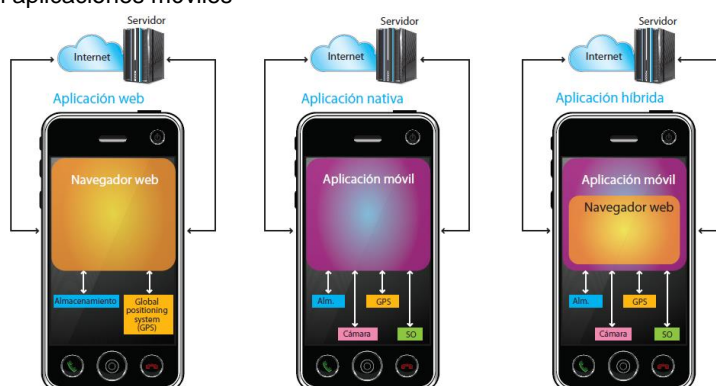 aplicaciones móviles
Servidor
Internet
Aplicación web
Navegador web
Almacenamiento
Global
positioning
system
(GPS)
Servidor
Internet
Aplicación nativa
Aplicación móvil
Alm.
GPS
Cámara
SO
Servidor
Internet
Aplicación híbrida
Aplicación móvil
Navegador web
Alm.
GPS
Cámara
SO